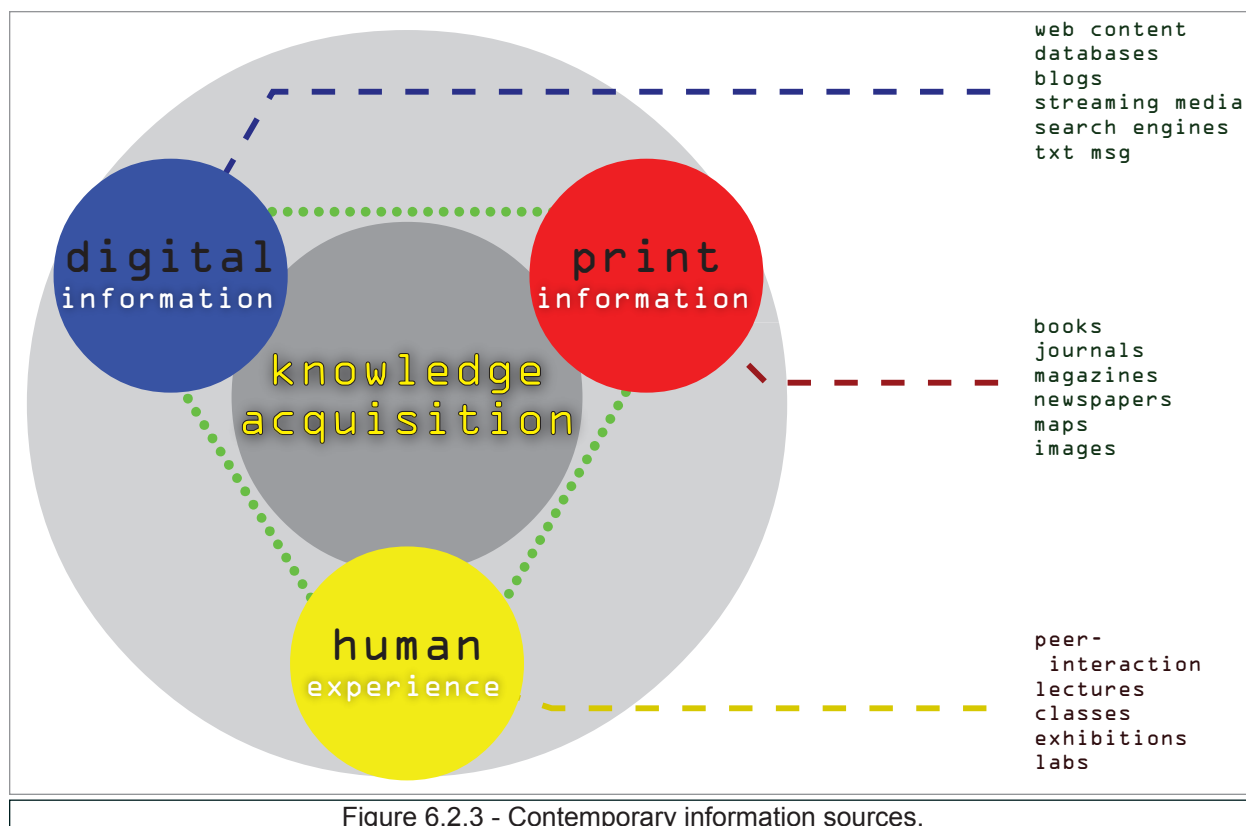 web content
databases
blogs
streaming media
search engines
txt msg
digital
information
print
information
knowledge
acquisition
books
journals
magazines
newspapers
maps
images
human
experience
peer-
interaction
lectures
classes
exhibitions
labs
Figure 6.2.3 - Contemporary information sources.